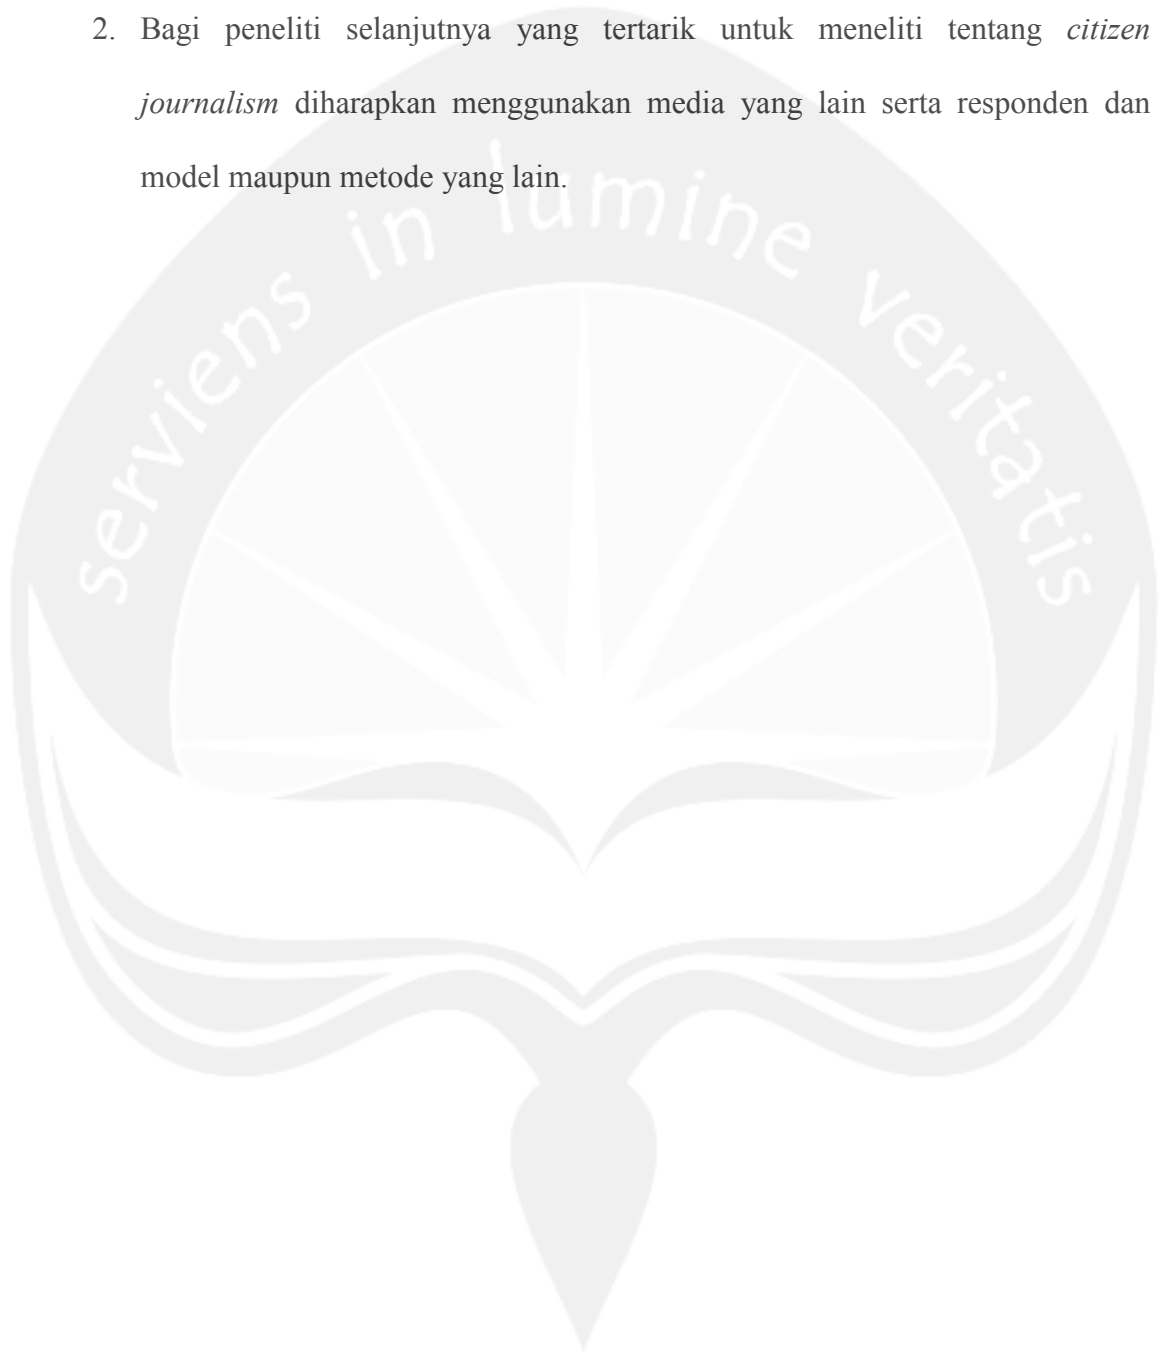 2. Bagi peneliti selanjutnya yang tertarik untuk meneliti tentang citizen
journalism diharapkan menggunakan media yang lain serta responden dan
model maupun metode yang lain.
serviens in lumine veritatis